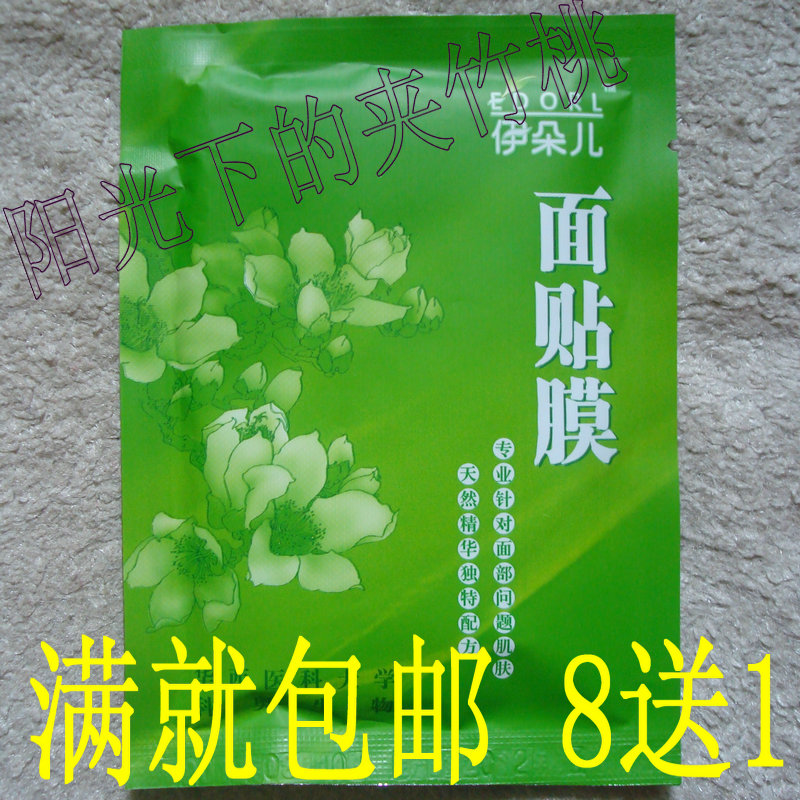 阳光下的夹竹桃
EDORL
伊朵儿
面贴膜
专业针对面部问题肌肤
天然精华独特配方
满就包邮 8送1